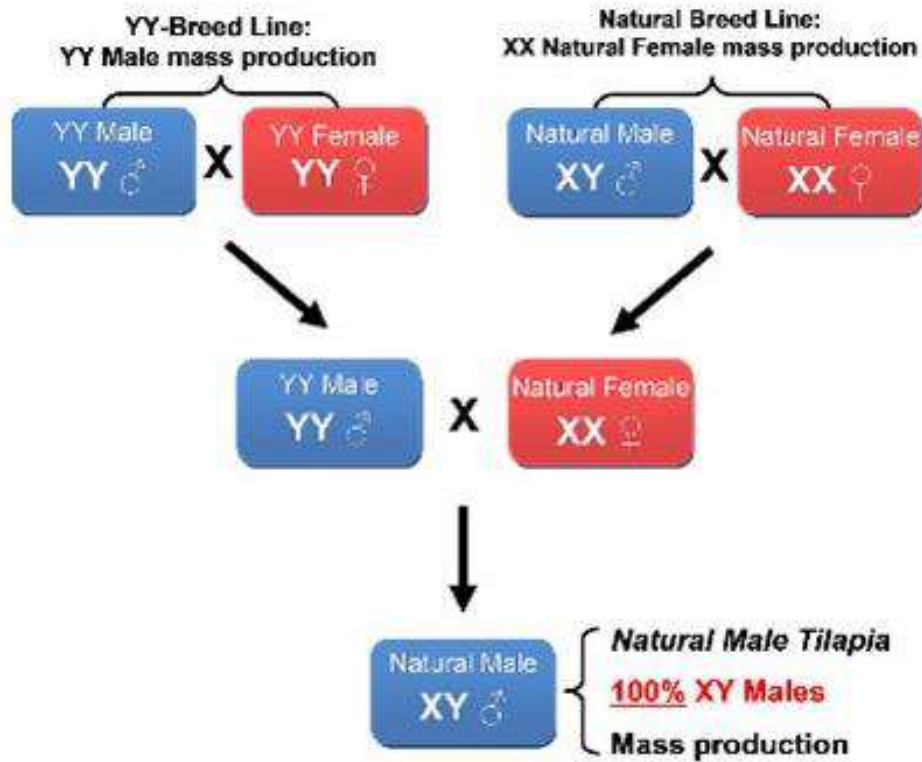 YY-Breed Line:
YY Male mass production
Natural Breed Line:
XX Natural Female mass production
YY Male
YY ♂
X
YY Female
YY ♀
Natural Male
XY ♂
X
Natural Female
XX ♀
YY Male
YY ♂
X
Natural Female
XX ♀
Natural Male
XY ♂
Natural Male Tilapia
100% XY Males
Mass production